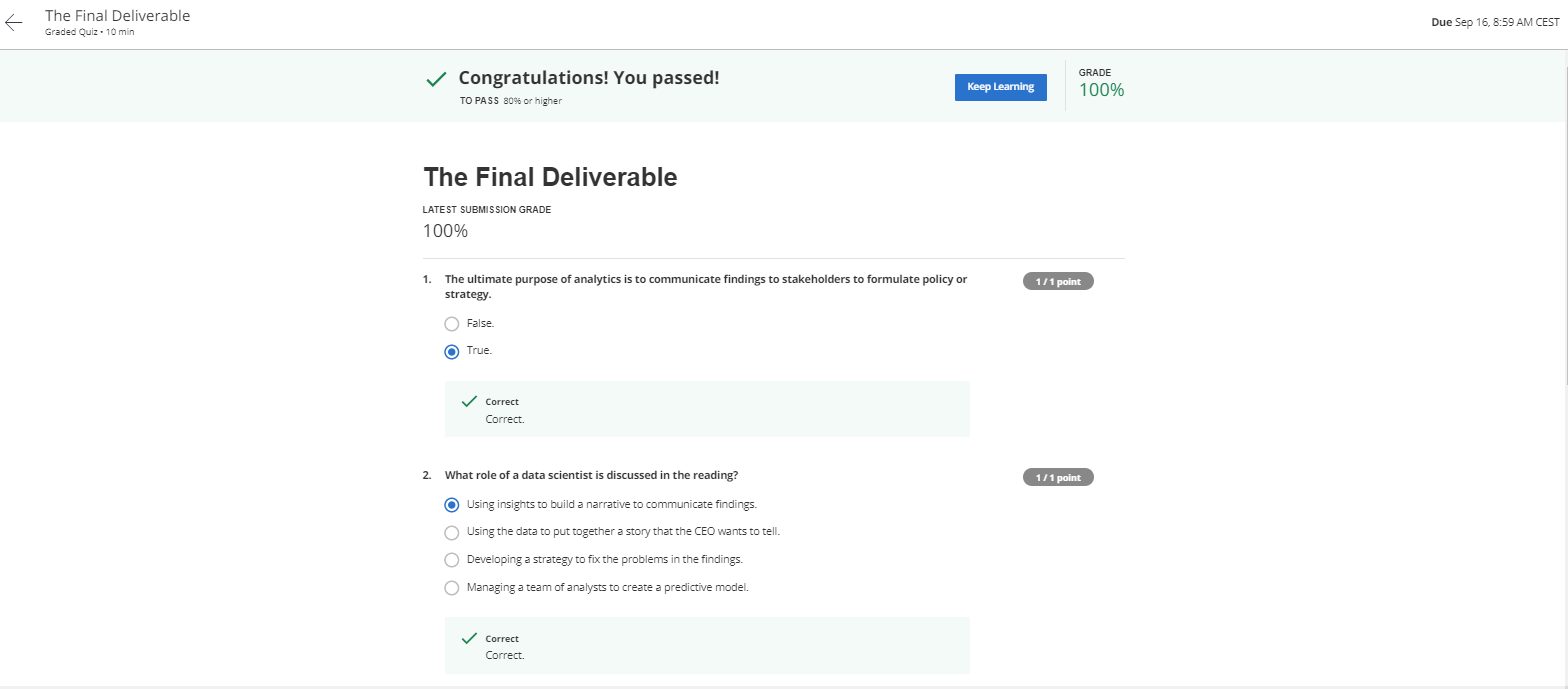 The Final Deliverable
Graded Quiz • 10 min
Due Sep 16, 8:59 AM CEST
Congratulations! You passed!
TO PASS 80% or higher
Keep Learning
GRADE
100%
The Final Deliverable
LATEST SUBMISSION GRADE
100%
1. The ultimate purpose of analytics is to communicate findings to stakeholders to formulate policy or
strategy.
1 / 1 point
False.
True.
Correct
Correct.
2. What role of a data scientist is discussed in the reading?
1 / 1 point
Using insights to build a narrative to communicate findings.
Using the data to put together a story that the CEO wants to tell.
Developing a strategy to fix the problems in the findings.
Managing a team of analysts to create a predictive model.
Correct
Correct.